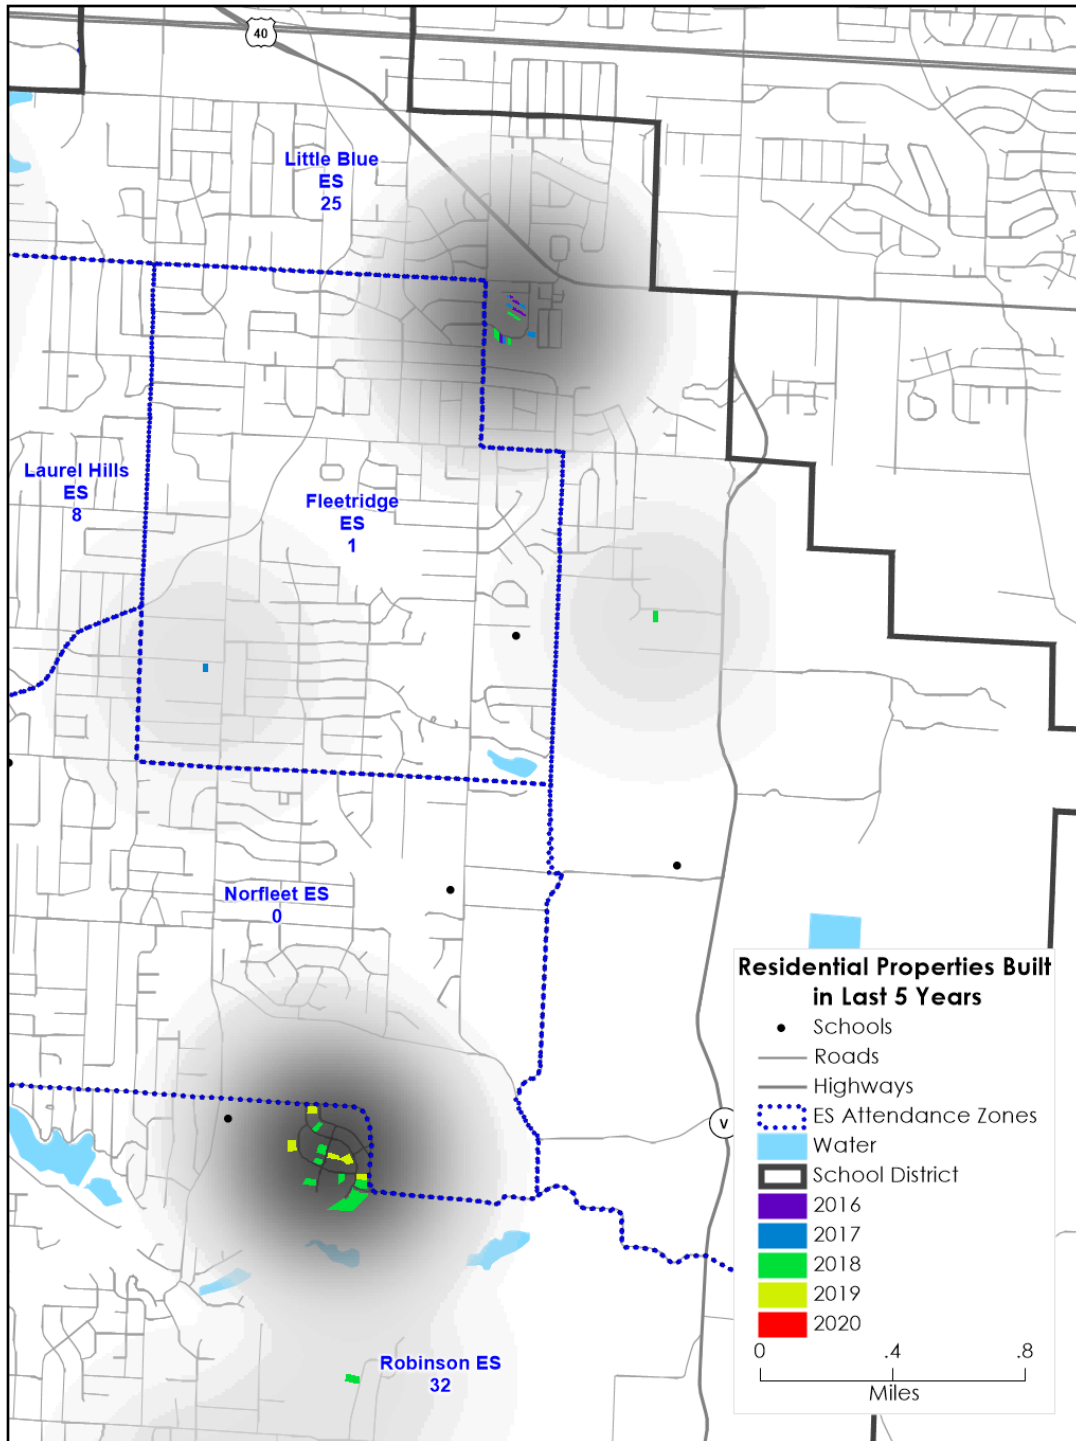 40
Little Blue
ES
25
Laurel Hills
ES
8
Fleetridge
ES
1
Norfleet ES
0
Robinson ES
32
V
Residential Properties Built
in Last 5 Years
Schools
Roads
Highways
ES Attendance Zones
Water
School District
2016
2017
2018
2019
2020
0 .4 .8
Miles